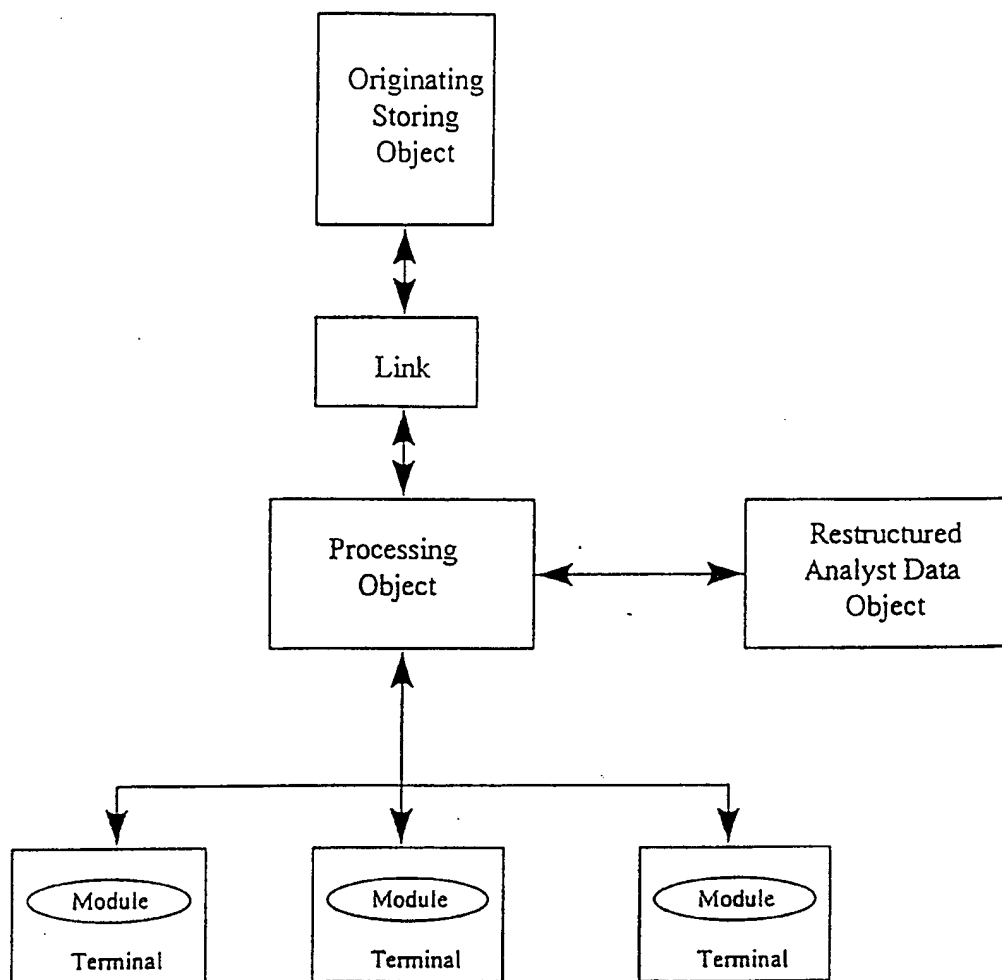 Originating
Storing
Object
Link
Processing
Object
Restructured
Analyst Data
Object
Module
Terminal
Module
Terminal
Module
Terminal